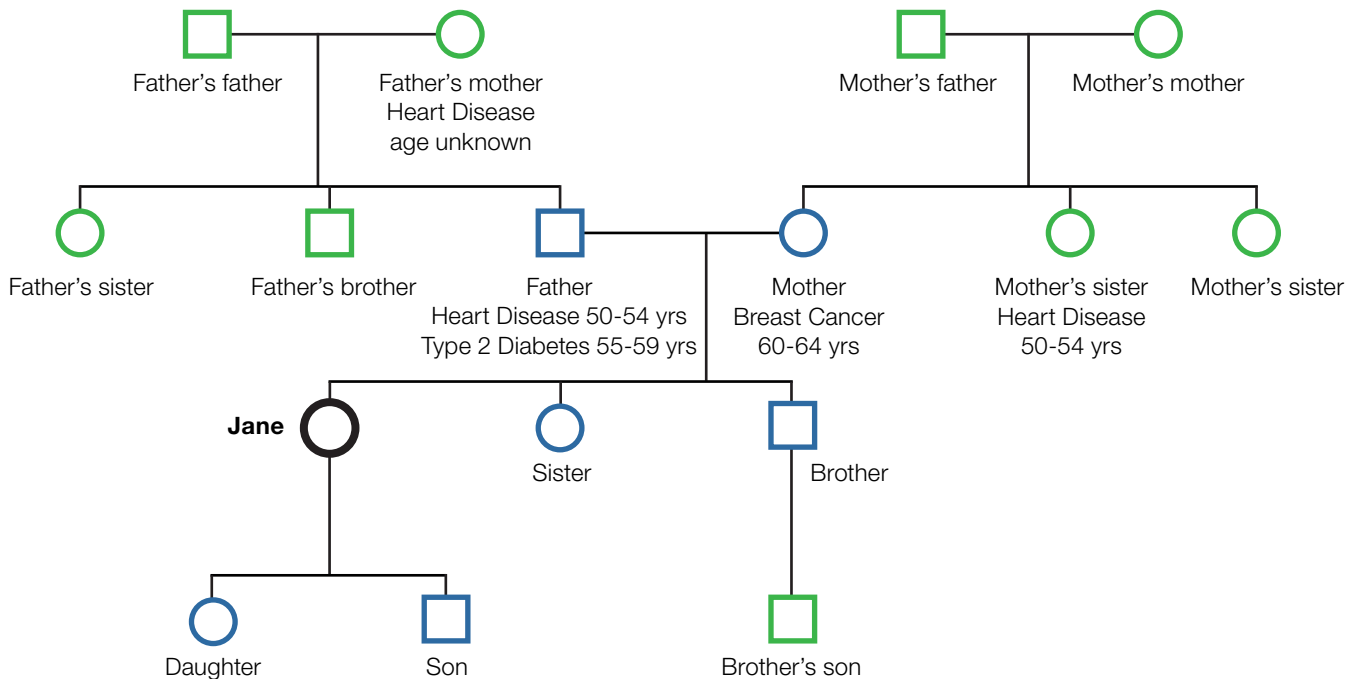 Father’s father
Father’s mother
Heart Disease
age unknown
Mother’s father
Mother’s mother
Father’s sister
Father’s brother
Father
Heart Disease 50-54 yrs
Type 2 Diabetes 55-59 yrs
Mother
Breast Cancer
60-64 yrs
Mother’s sister
Heart Disease
50-54 yrs
Mother’s sister
Jane
Sister
Brother
Daughter
Son
Brother’s son